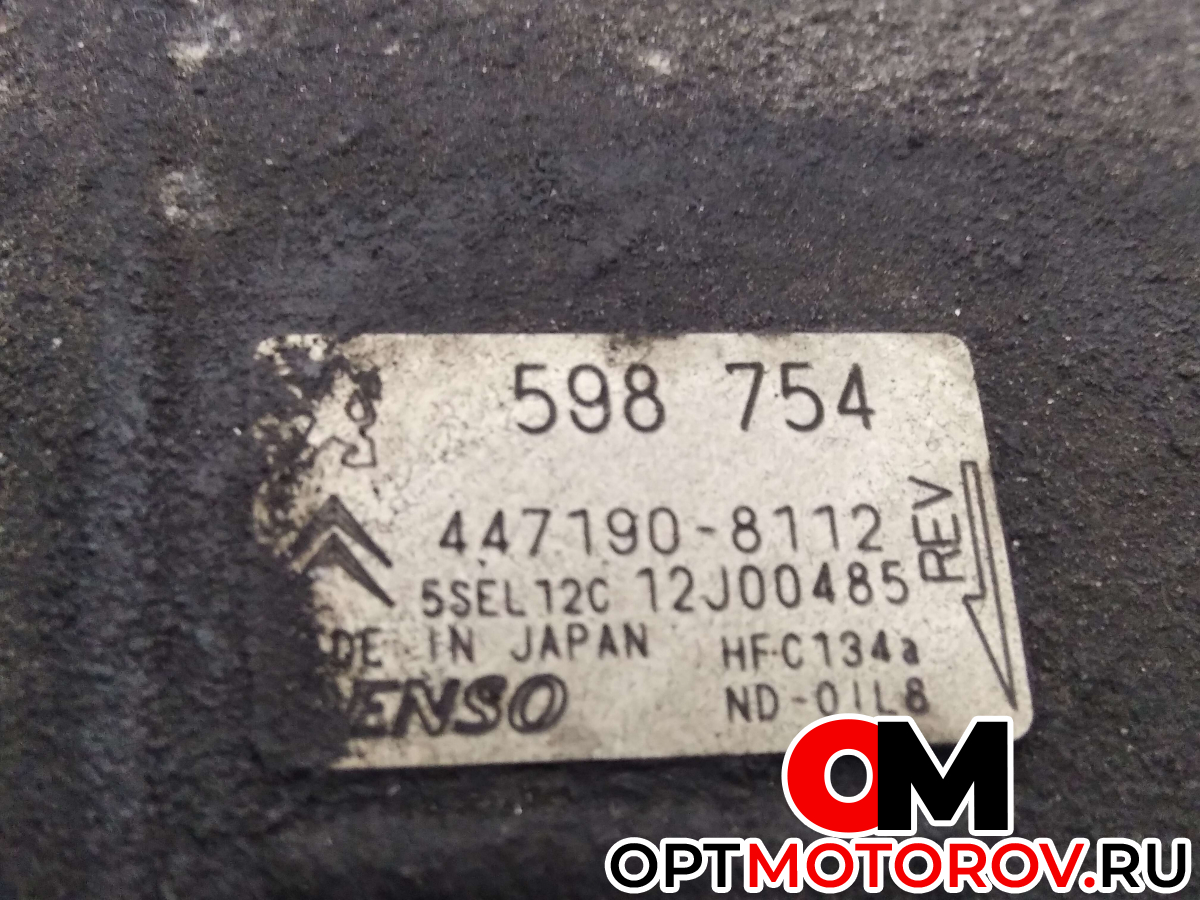 598 754
447190-8112
5SEL12C 12J00485
REV
DE IN JAPAN
HFC134a
ENSO
ND-OIL8
OM
OPTMOTOROV.RU